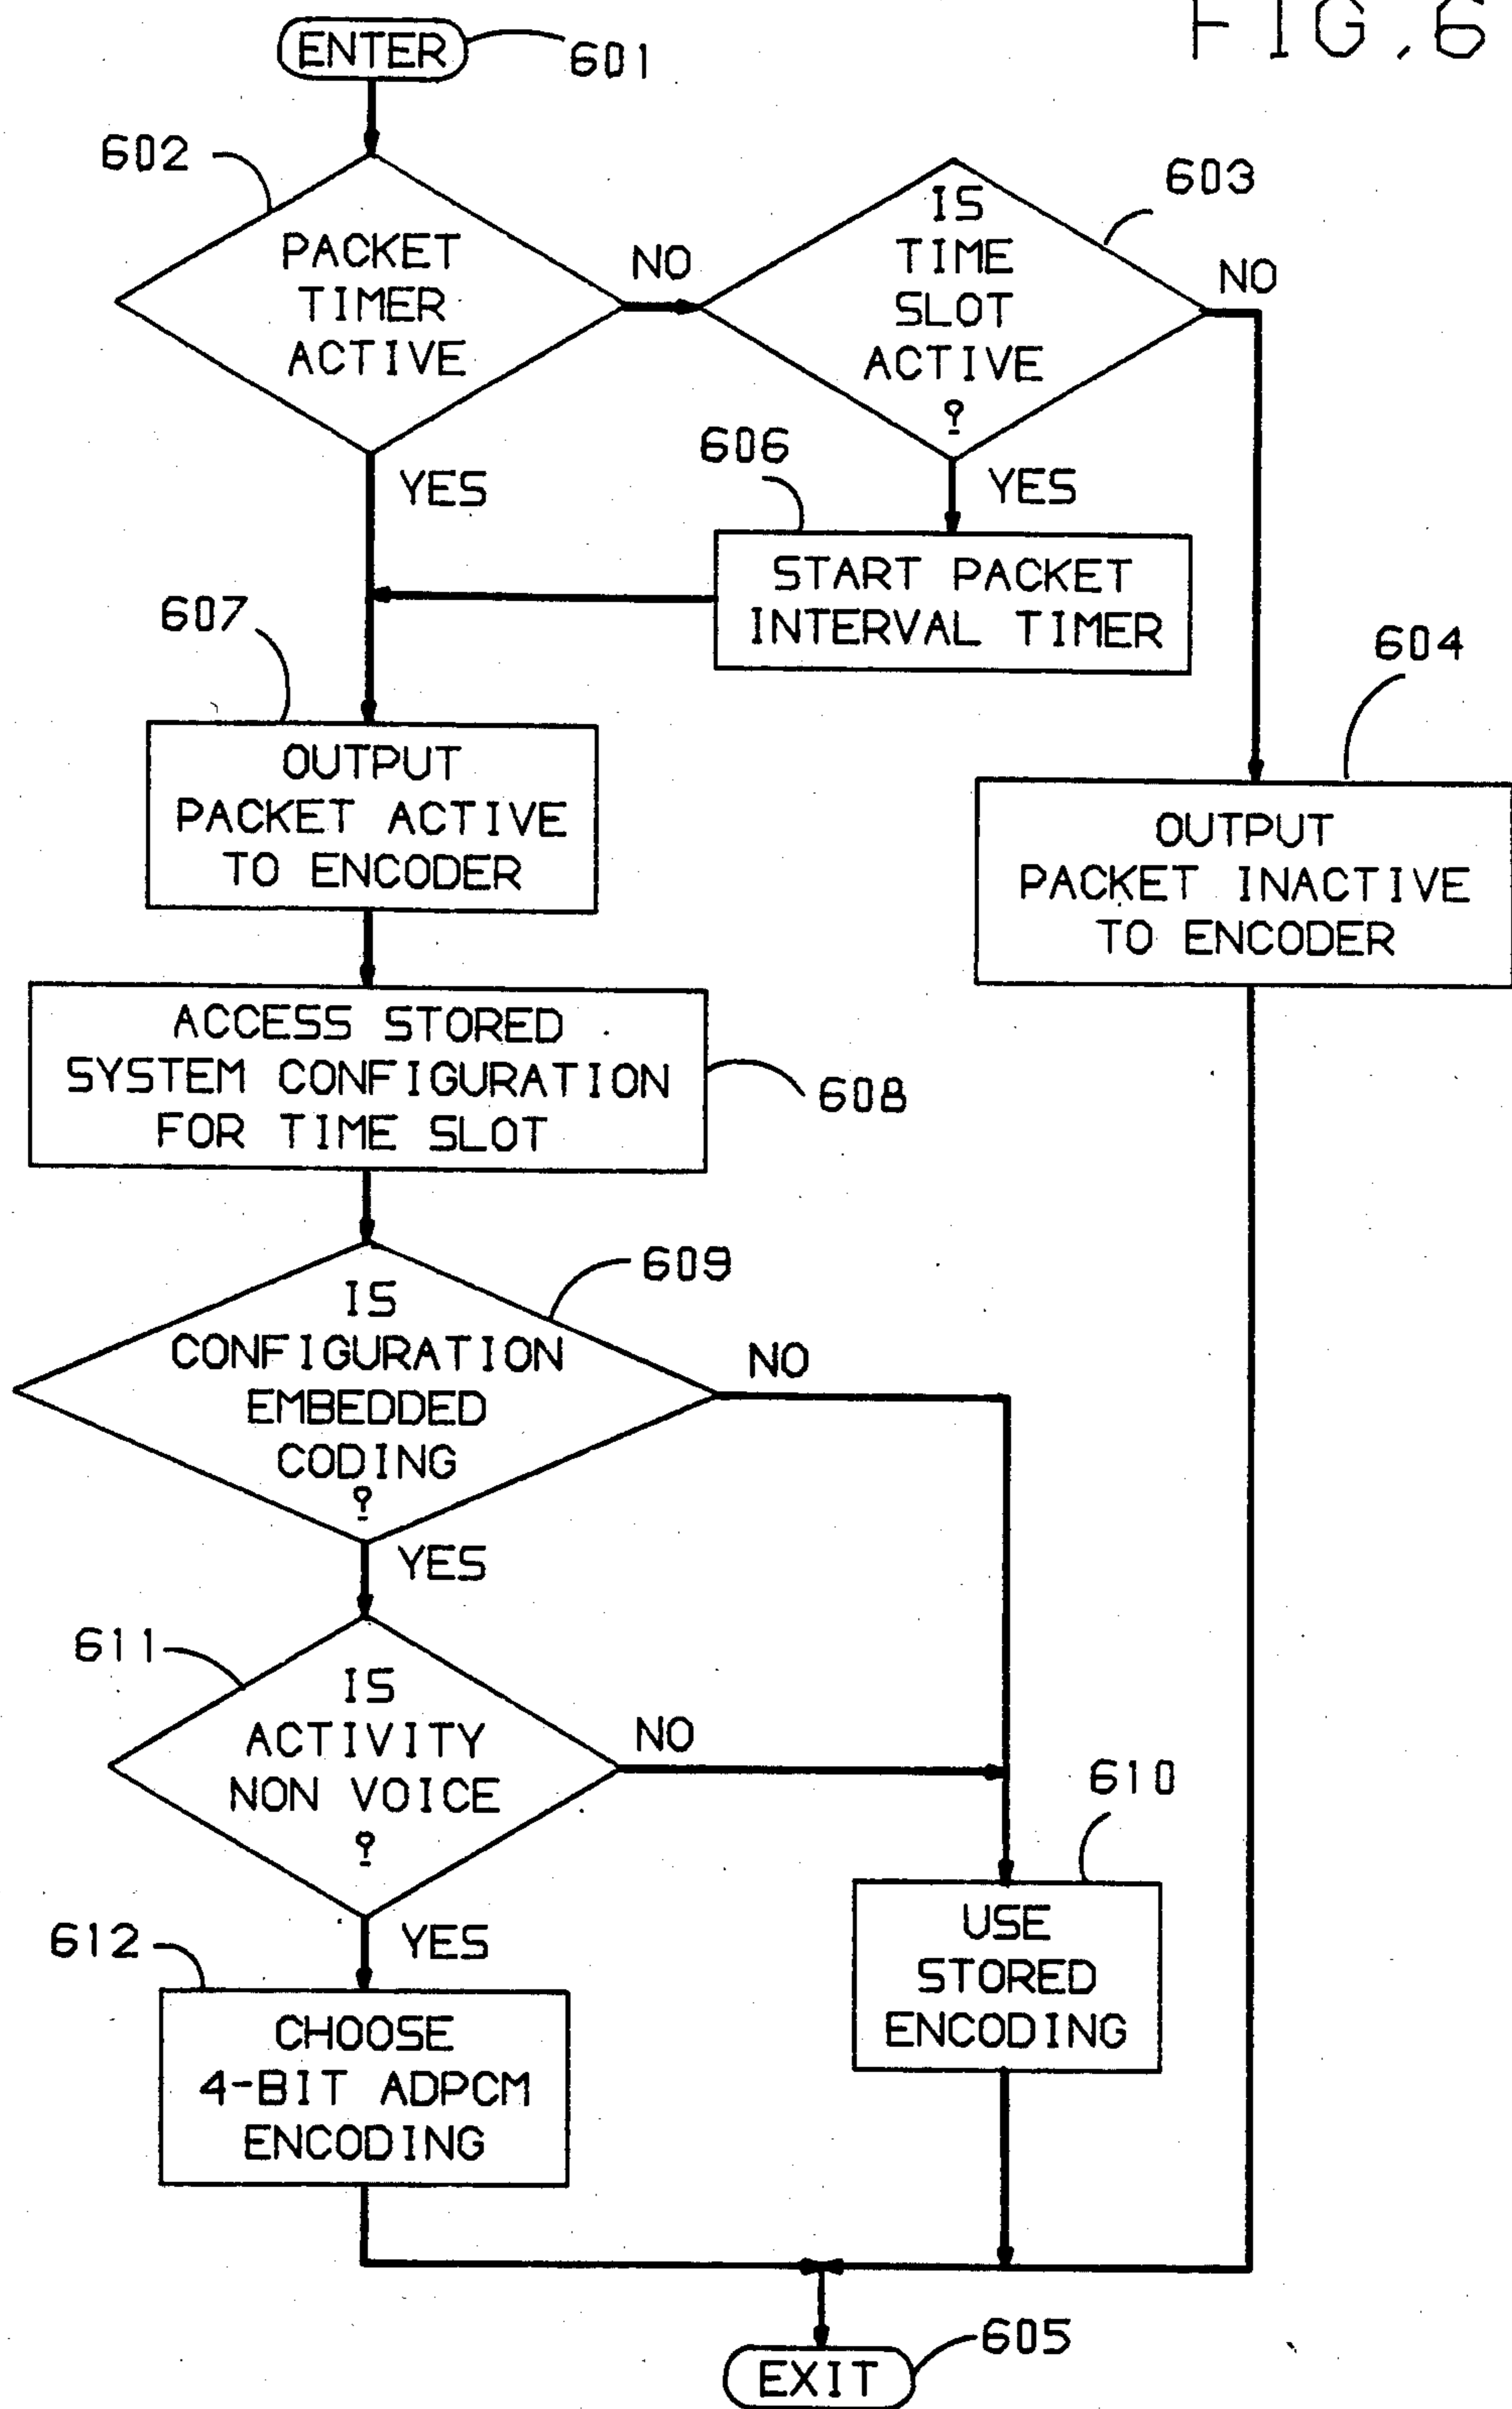 FIG.6
ENTER
601
602
PACKET
TIMER
ACTIVE
NO
YES
603
IS
TIME
SLOT
ACTIVE
?
NO
YES
606
START PACKET
INTERVAL TIMER
604
OUTPUT
PACKET INACTIVE
TO ENCODER
607
OUTPUT
PACKET ACTIVE
TO ENCODER
ACCESS STORED
SYSTEM CONFIGURATION
FOR TIME SLOT
608
609
IS
CONFIGURATION
EMBEDDED
CODING
?
NO
YES
611
IS
ACTIVITY
NON VOICE
?
NO
YES
610
USE
STORED
ENCODING
612
CHOOSE
4-BIT ADPCM
ENCODING
605
EXIT